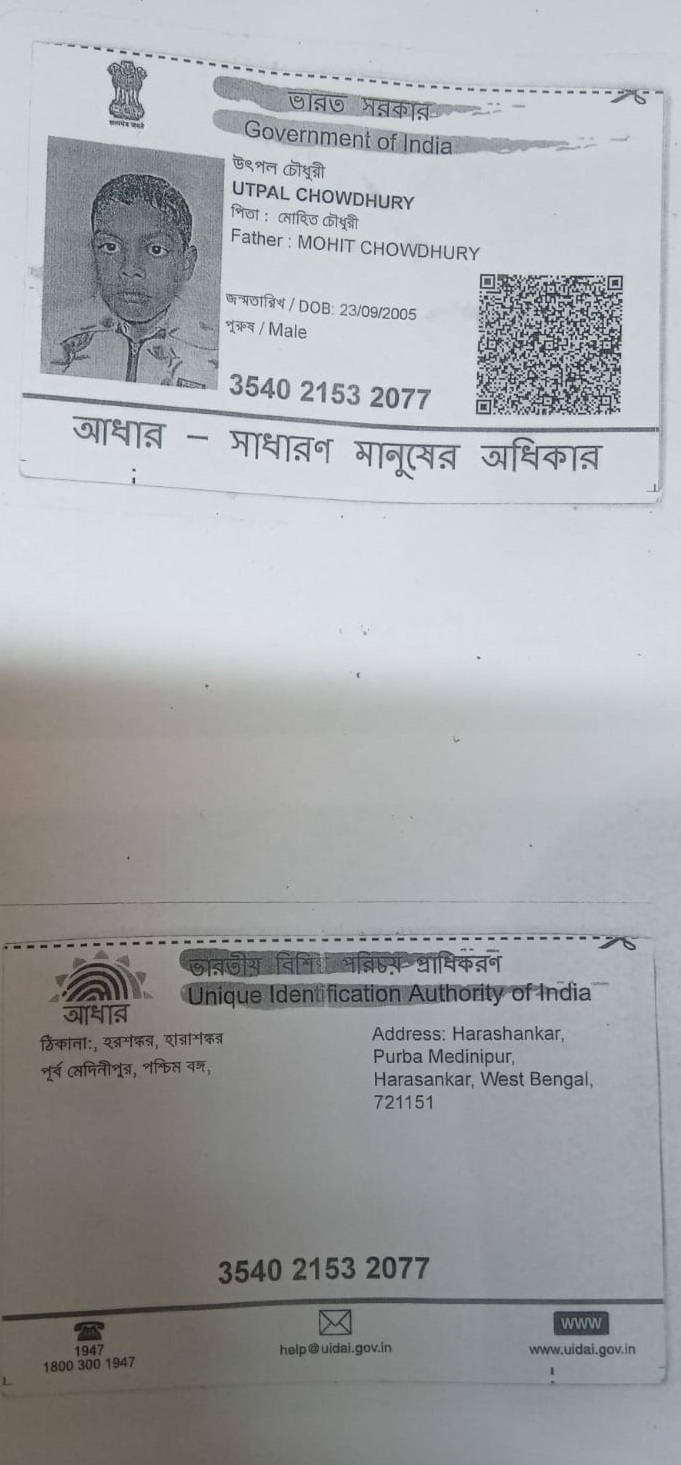 ভারত সরকার
Government of India
উৎপল চৌধুরী
UTPAL CHOWDHURY
পিতা : মোহিত চৌধুরী
Father : MOHIT CHOWDHURY
জন্মতারিখ / DOB: 23/09/2005
পুরুষ / Male
3540 2153 2077
আধার – সাধারণ মানুষের অধিকার
ভারতীয় বিশিষ্ট পরিচয় প্রাধিকরণ
Unique Identification Authority of India
আধার
ঠিকানা:, হরশঙ্কর, হারাশঙ্কর
পূর্ব মেদিনীপুর, পশ্চিম বঙ্গ,
Address: Harashankar,
Purba Medinipur,
Harasankar, West Bengal,
721151
3540 2153 2077
1947
1800 300 1947
help@uidai.gov.in
WWW
www.uidai.gov.in